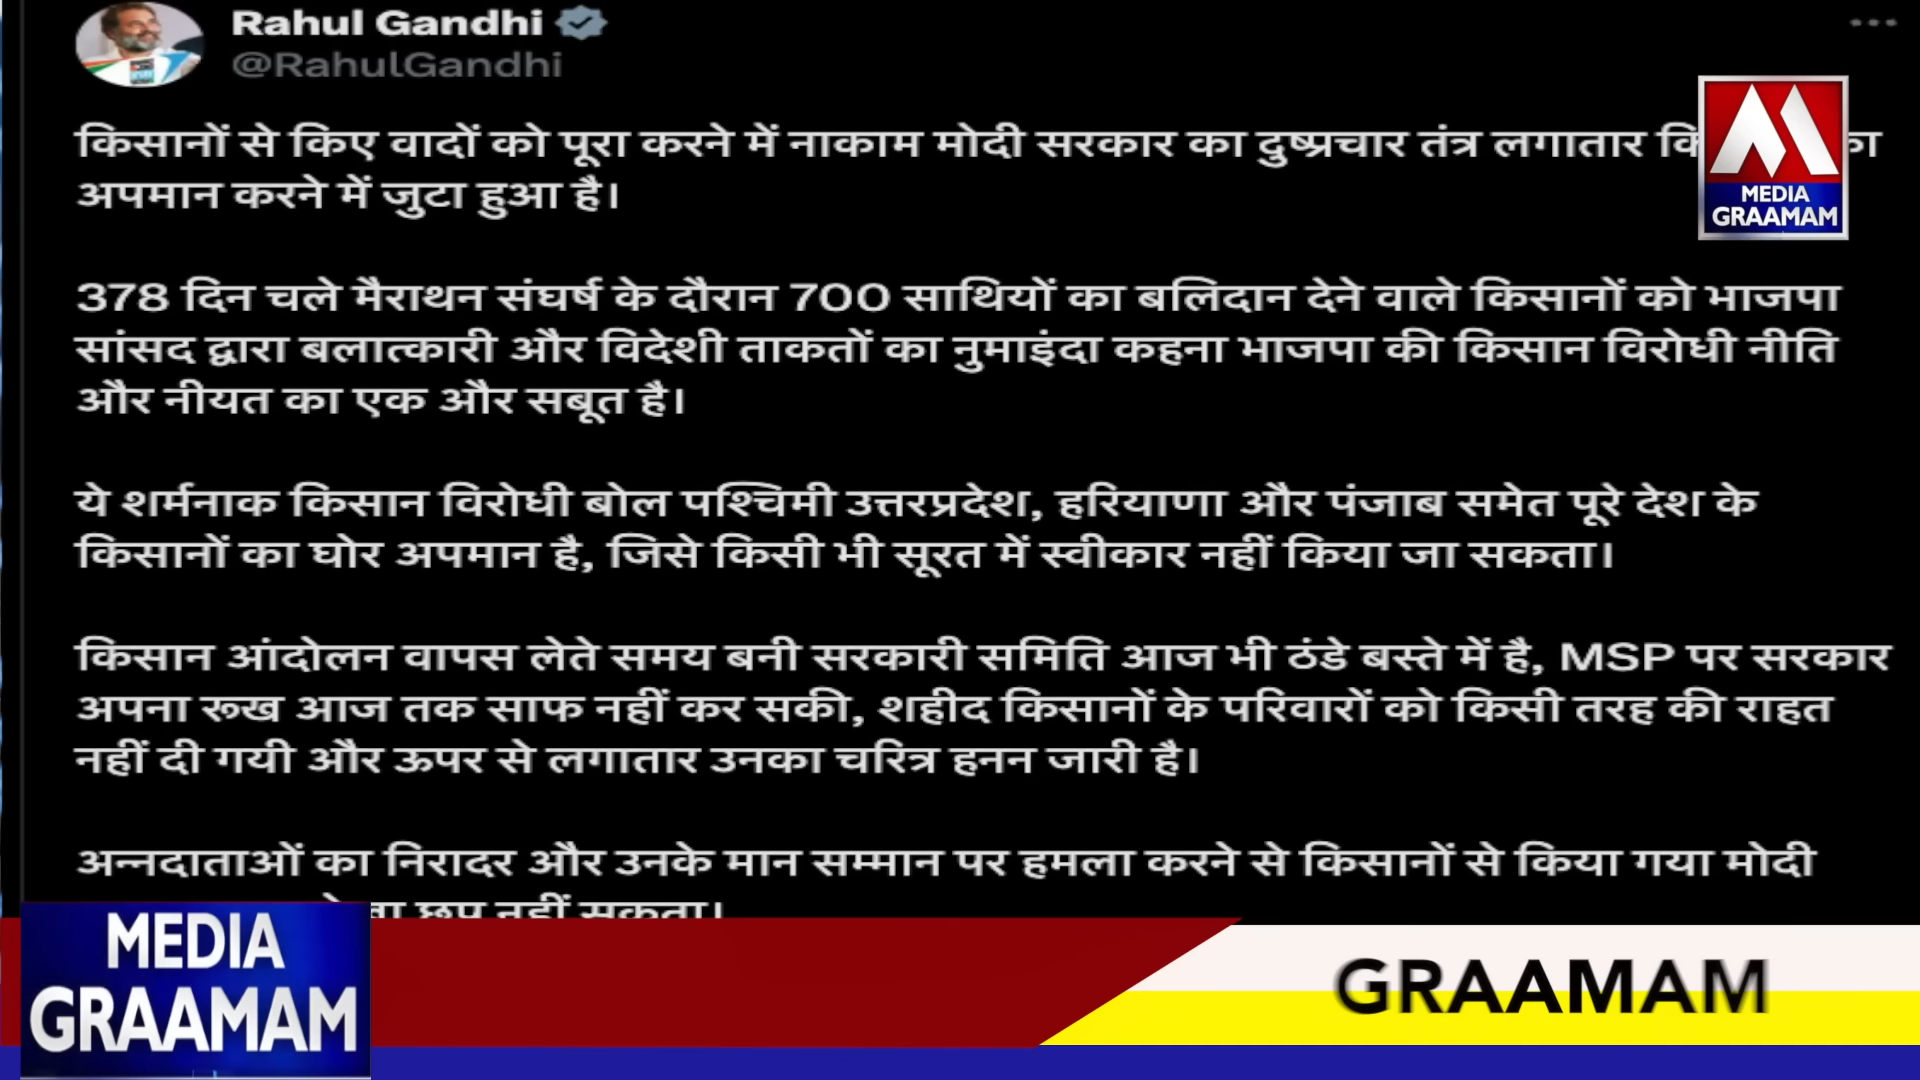 Rahul Gandhi
@RahulGandhi
किसानों से किए वादों को पूरा करने में नाकाम मोदी सरकार का दुष्प्रचार तंत्र लगातार का
अपमान करने में जुटा हुआ है।
378 दिन चले मैराथन संघर्ष के दौरान 700 साथियों का बलिदान देने वाले किसानों को भाजपा
सांसद द्वारा बलात्कारी और विदेशी ताकतों का नुमाइंदा कहना भाजपा की किसान विरोधी नीति
और नीयत का एक और सबूत है।
ये शर्मनाक किसान विरोधी बोल पश्चिमी उत्तरप्रदेश, हरियाणा और पंजाब समेत पूरे देश के
किसानों का घोर अपमान है, जिसे किसी भी सूरत में स्वीकार नहीं किया जा सकता।
किसान आंदोलन वापस लेते समय बनी सरकारी समिति आज भी ठंडे बस्ते में है, MSP पर सरकार
अपना रूख आज तक साफ नहीं कर सकी, शहीद किसानों के परिवारों को किसी तरह की राहत
नहीं दी गयी और ऊपर से लगातार उनका चरित्र हनन जारी है।
अन्नदाताओं का निरादर और उनके मान सम्मान पर हमला करने से किसानों से किया गया मोदी
छुप नहीं सकता।
MEDIA
GRAAMAM
MEDIA
GRAAMAM
GRAAMAM